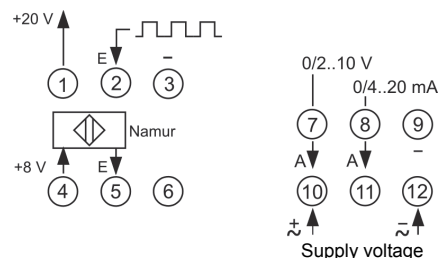 +20 V
E
1 2 – 3
Namur
+8 V
E
4 5 6
0/2..10 V
0/4..20 mA
7 8 9
A A –
10 11 12
+
~
–
~
Supply voltage